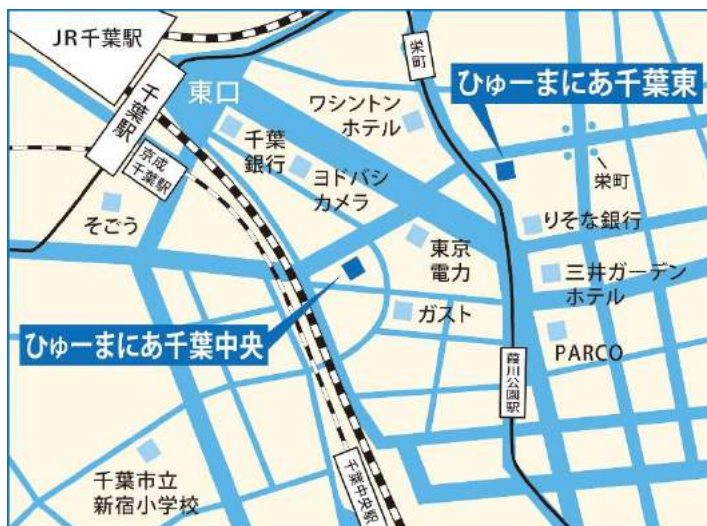 JR千葉駅
千葉駅
東口
京成
千葉駅
そごう
千葉
銀行
ヨドバシ
カメラ
ワシントン
ホテル
栄町
ひゅーまにあ千葉東
栄町
りそな銀行
東京
電力
三井ガーデン
ホテル
ガスト
ひゅーまにあ千葉中央
PARCO
葭川公園駅
千葉市立
新宿小学校
千葉中央駅